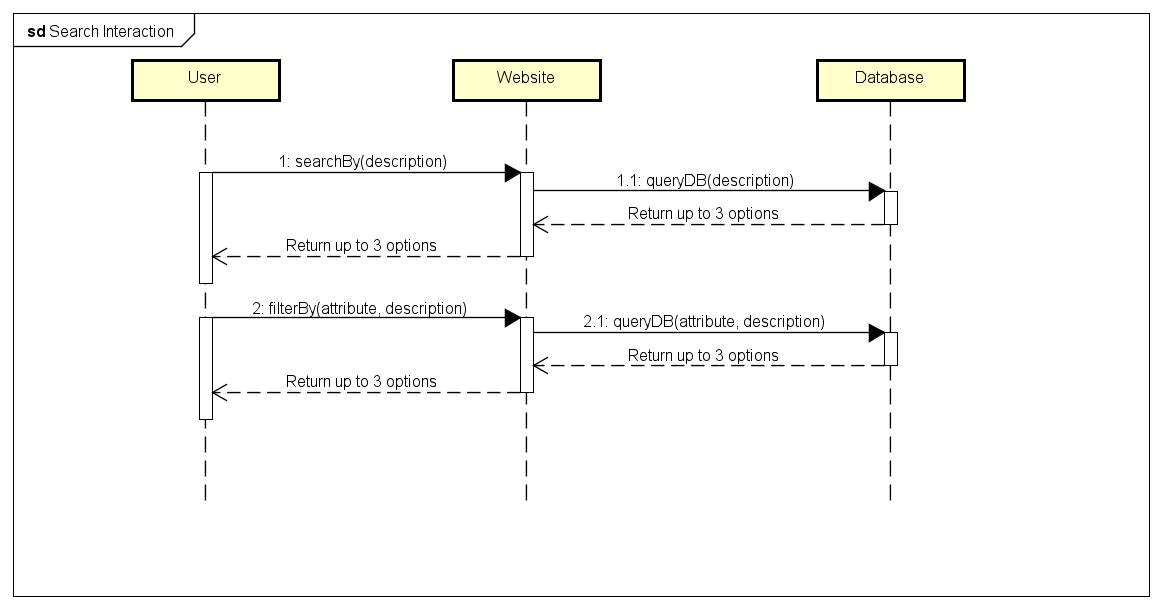 sd Search Interaction
User
Website
Database
1: searchBy(description)
1.1: queryDB(description)
Return up to 3 options
Return up to 3 options
2: filterBy(attribute, description)
2.1: queryDB(attribute, description)
Return up to 3 options
Return up to 3 options